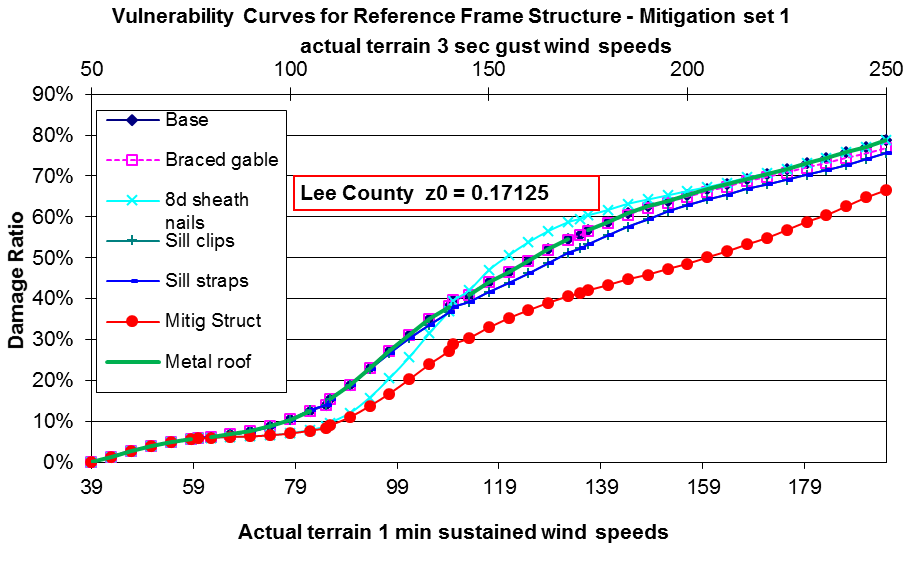 Vulnerability Curves for Reference Frame Structure - Mitigation set 1
actual terrain 3 sec gust wind speeds
50 100 150 200 250
90%
80%
70%
60%
50%
40%
30%
20%
10%
0%
Damage Ratio
Base
Braced gable
8d sheath
nails
Sill clips
Sill straps
Mitig Struct
Metal roof
Lee County z0 = 0.17125
39 59 79 99 119 139 159 179
Actual terrain 1 min sustained wind speeds